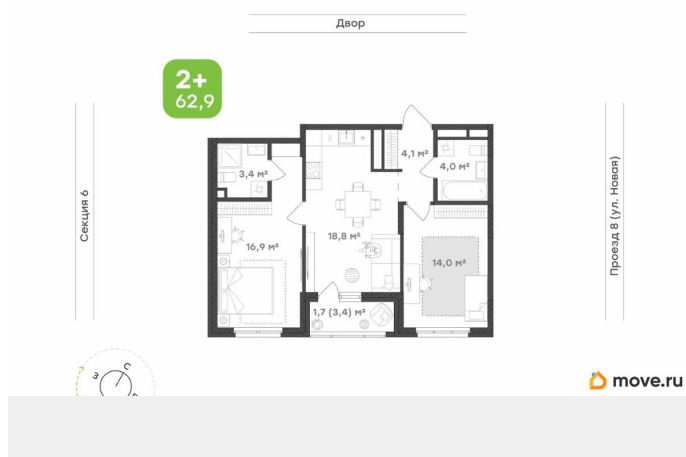 Двор
2+
62,9
Секция 6
3,4 м²
4,1 м²
4,0 м²
Проезд 8 (ул. Новая)
16,9 м²
18,8 м²
14,0 м²
1,7 (3,4) м²
С
З
move.ru